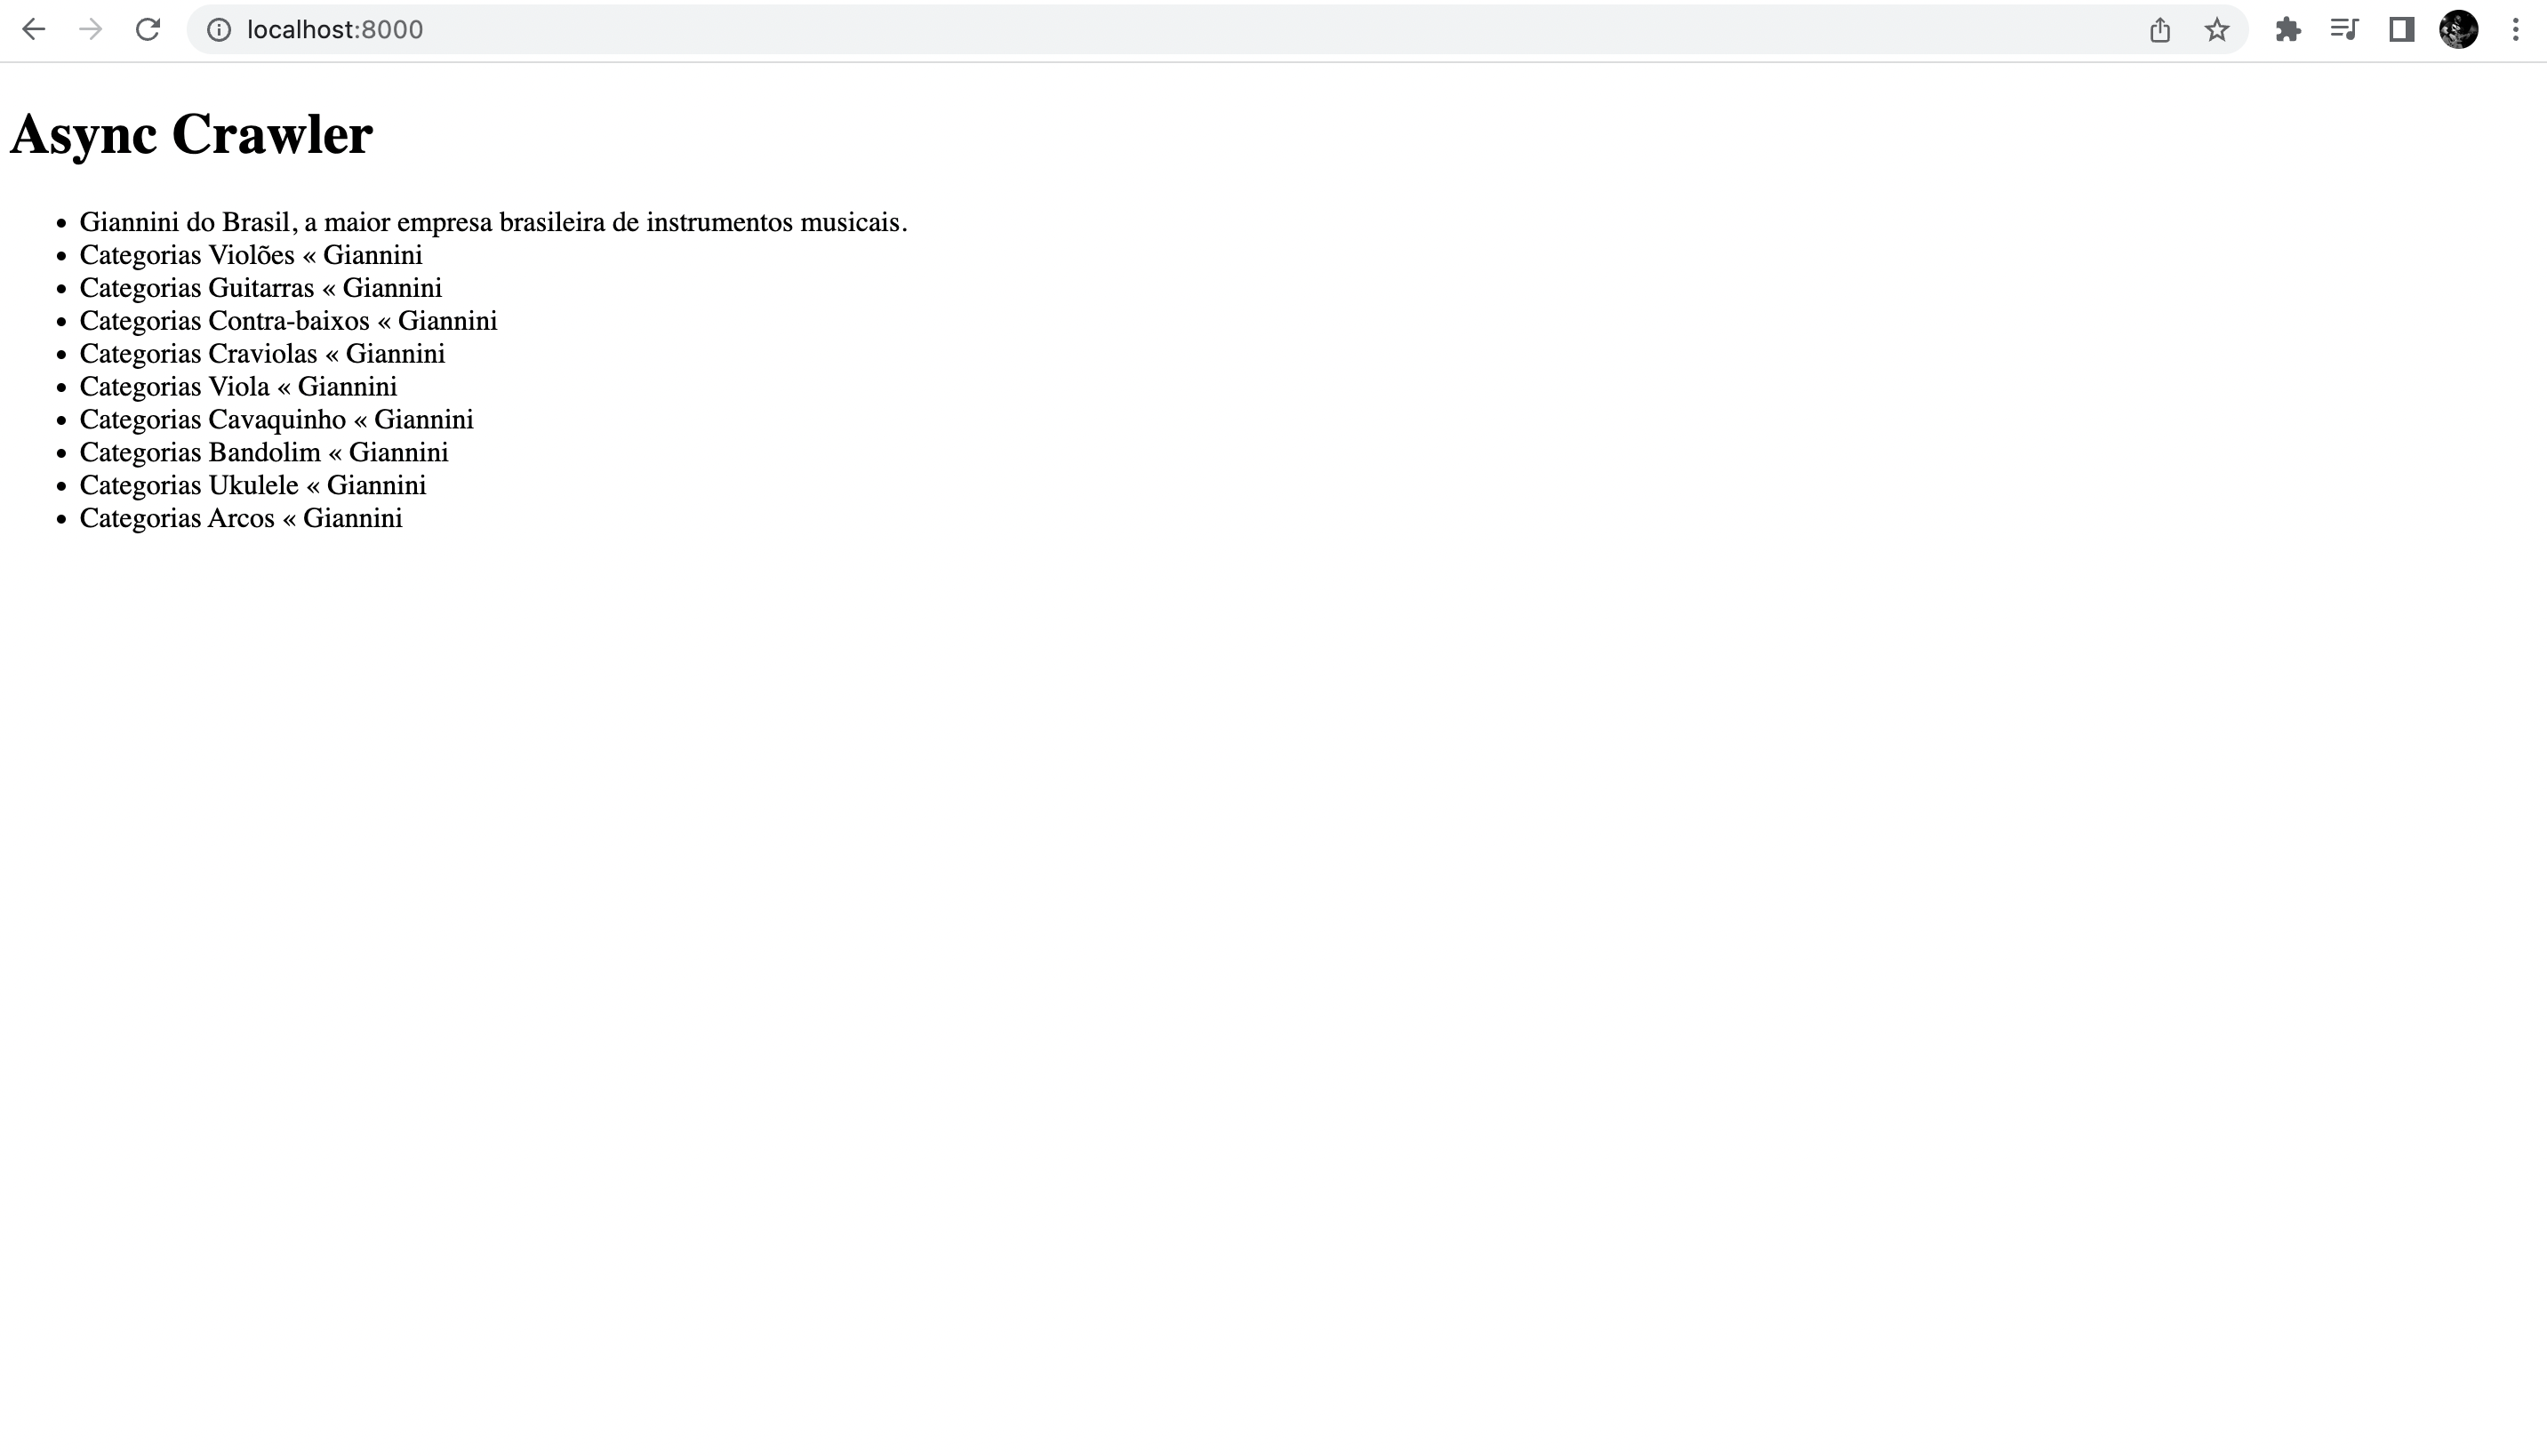 localhost:8000
Async Crawler
Giannini do Brasil, a maior empresa brasileira de instrumentos musicais.
Categorias Violões « Giannini
Categorias Guitarras « Giannini
Categorias Contra-baixos « Giannini
Categorias Craviolas « Giannini
Categorias Viola « Giannini
Categorias Cavaquinho « Giannini
Categorias Bandolim « Giannini
Categorias Ukulele « Giannini
Categorias Arcos « Giannini